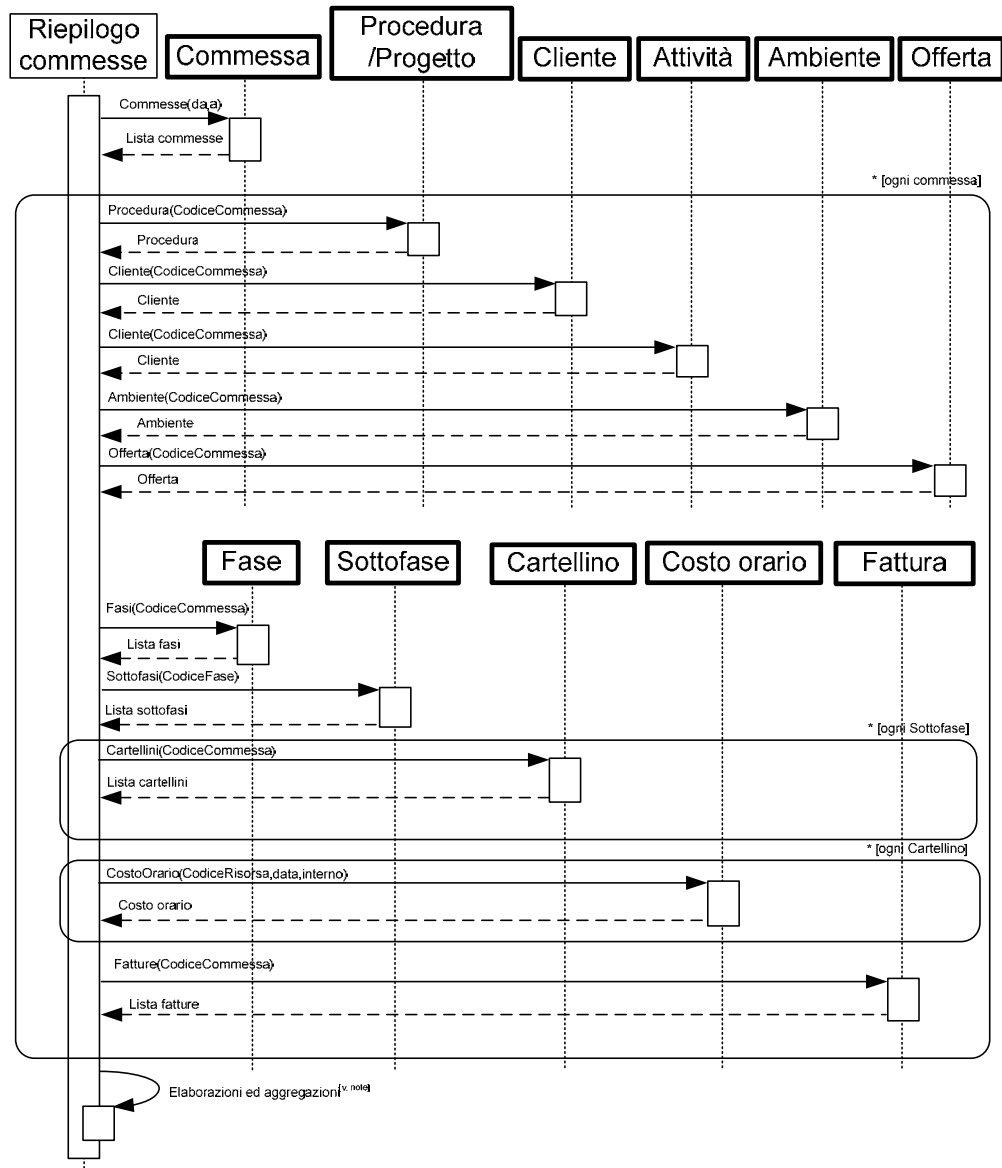 Riepilogo
commesse
Commessa
Procedura
/Progetto
Cliente
Attività
Ambiente
Offerta
Commesse(da,a)
Lista commesse
* [ogni commessa]
Procedura(CodiceCommessa)
Procedura
Cliente(CodiceCommessa)
Cliente
Cliente(CodiceCommessa)
Cliente
Ambiente(CodiceCommessa)
Ambiente
Offerta(CodiceCommessa)
Offerta
Fase
Sottofase
Cartellino
Costo orario
Fattura
Fasi(CodiceCommessa)
Lista fasi
Sottofasi(CodiceFase)
Lista sottofasi
* [ogni Sottofase]
Cartellini(CodiceCommessa)
Lista cartellini
* [ogni Cartellino]
CostoOrario(CodiceRisorsa,data,interno)
Costo orario
Fatture(CodiceCommessa)
Lista fatture
Elaborazioni ed aggregazioni[v. note]